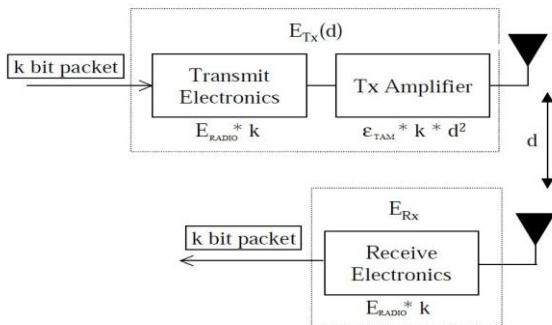 E_Tx(d)
k bit packet
Transmit
Electronics
Tx Amplifier
E_RADIO * k
ε_TAM * k * d²
d
E_Rx
k bit packet
Receive
Electronics
E_RADIO * k